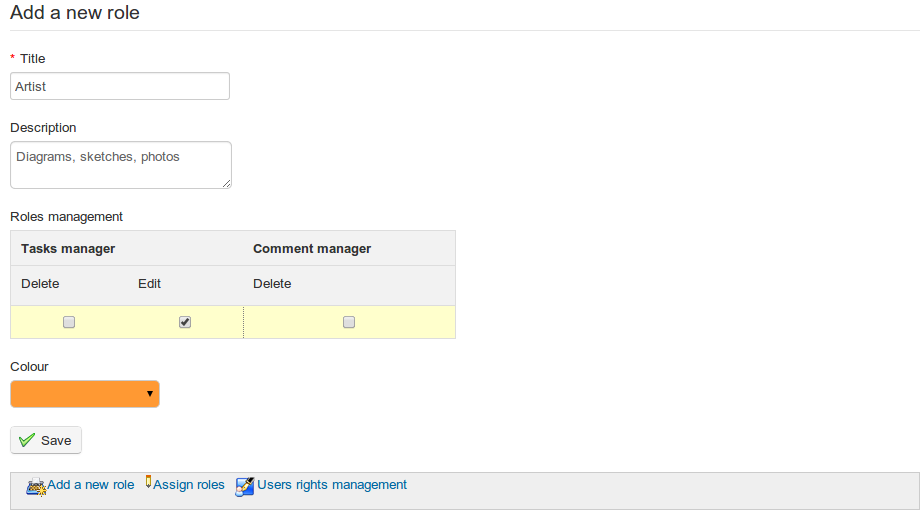 Add a new role
* Title
Artist
Description
Diagrams, sketches, photos
Roles management
Tasks manager Comment manager
Delete Edit Delete
Colour
Save
Add a new role Assign roles Users rights management